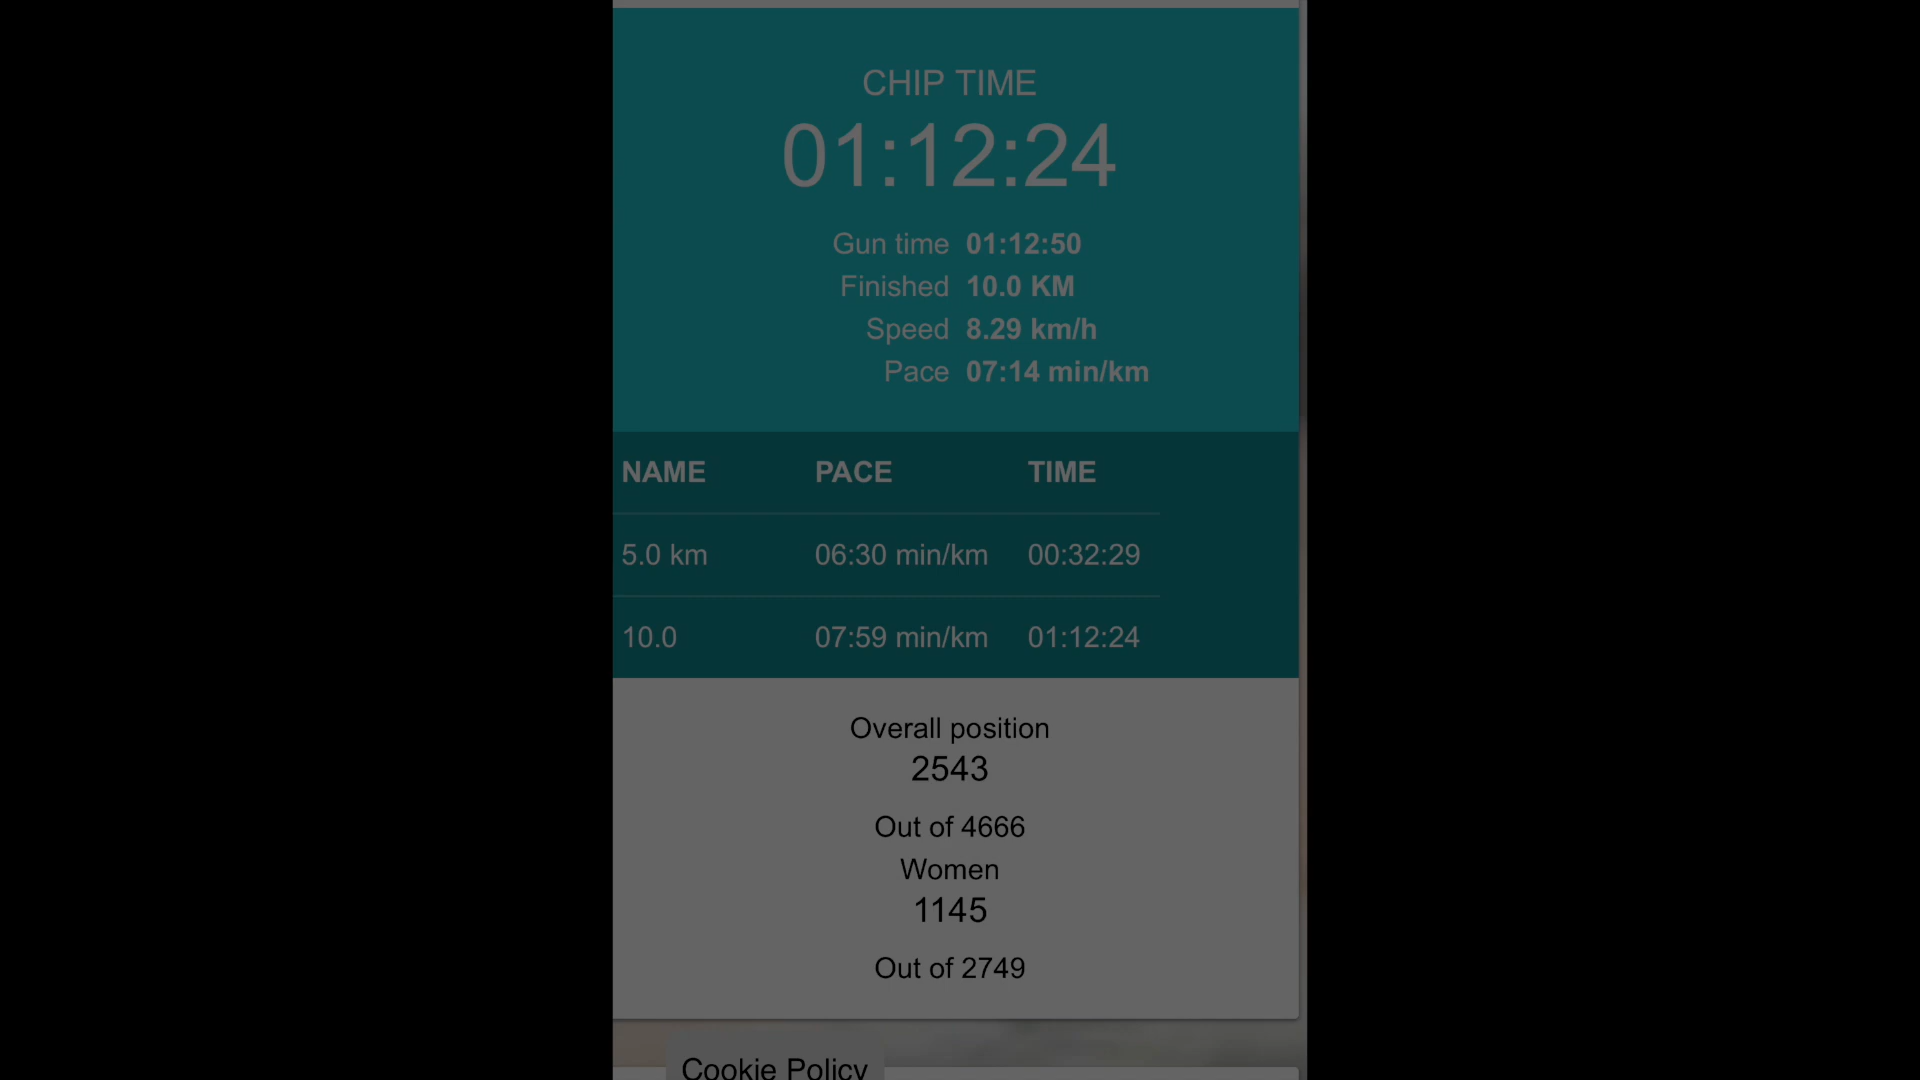 CHIP TIME
01:12:24
Gun time 01:12:50
Finished 10.0 KM
Speed 8.29 km/h
Pace 07:14 min/km
NAME PACE TIME
5.0 km 06:30 min/km 00:32:29
10.0 07:59 min/km 01:12:24
Overall position
2543
Out of 4666
Women
1145
Out of 2749
Cookie Policy